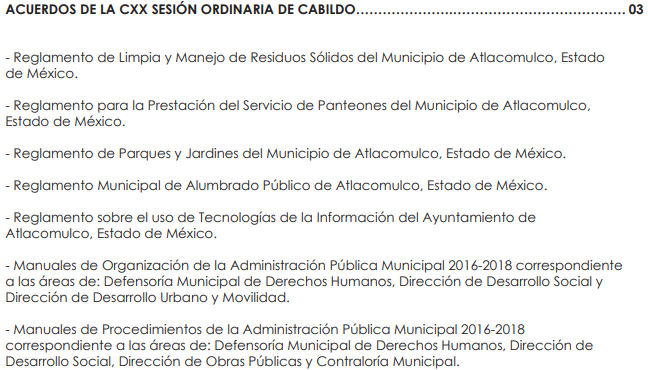 ACUERDOS DE LA CXX SESIÓN ORDINARIA DE CABILDO…………………………………………………………… 03
- Reglamento de Limpia y Manejo de Residuos Sólidos del Municipio de Atlacomulco, Estado
de México.
- Reglamento para la Prestación del Servicio de Panteones del Municipio de Atlacomulco,
Estado de México.
- Reglamento de Parques y Jardines del Municipio de Atlacomulco, Estado de México.
- Reglamento Municipal de Alumbrado Público de Atlacomulco, Estado de México.
- Reglamento sobre el uso de Tecnologías de la Información del Ayuntamiento de
Atlacomulco, Estado de México.
- Manuales de Organización de la Administración Pública Municipal 2016-2018 correspondiente
a las áreas de: Defensoría Municipal de Derechos Humanos, Dirección de Desarrollo Social y
Dirección de Desarrollo Urbano y Movilidad.
- Manuales de Procedimientos de la Administración Pública Municipal 2016-2018
correspondiente a las áreas de: Defensoría Municipal de Derechos Humanos, Dirección de
Desarrollo Social, Dirección de Obras Públicas y Contraloría Municipal.